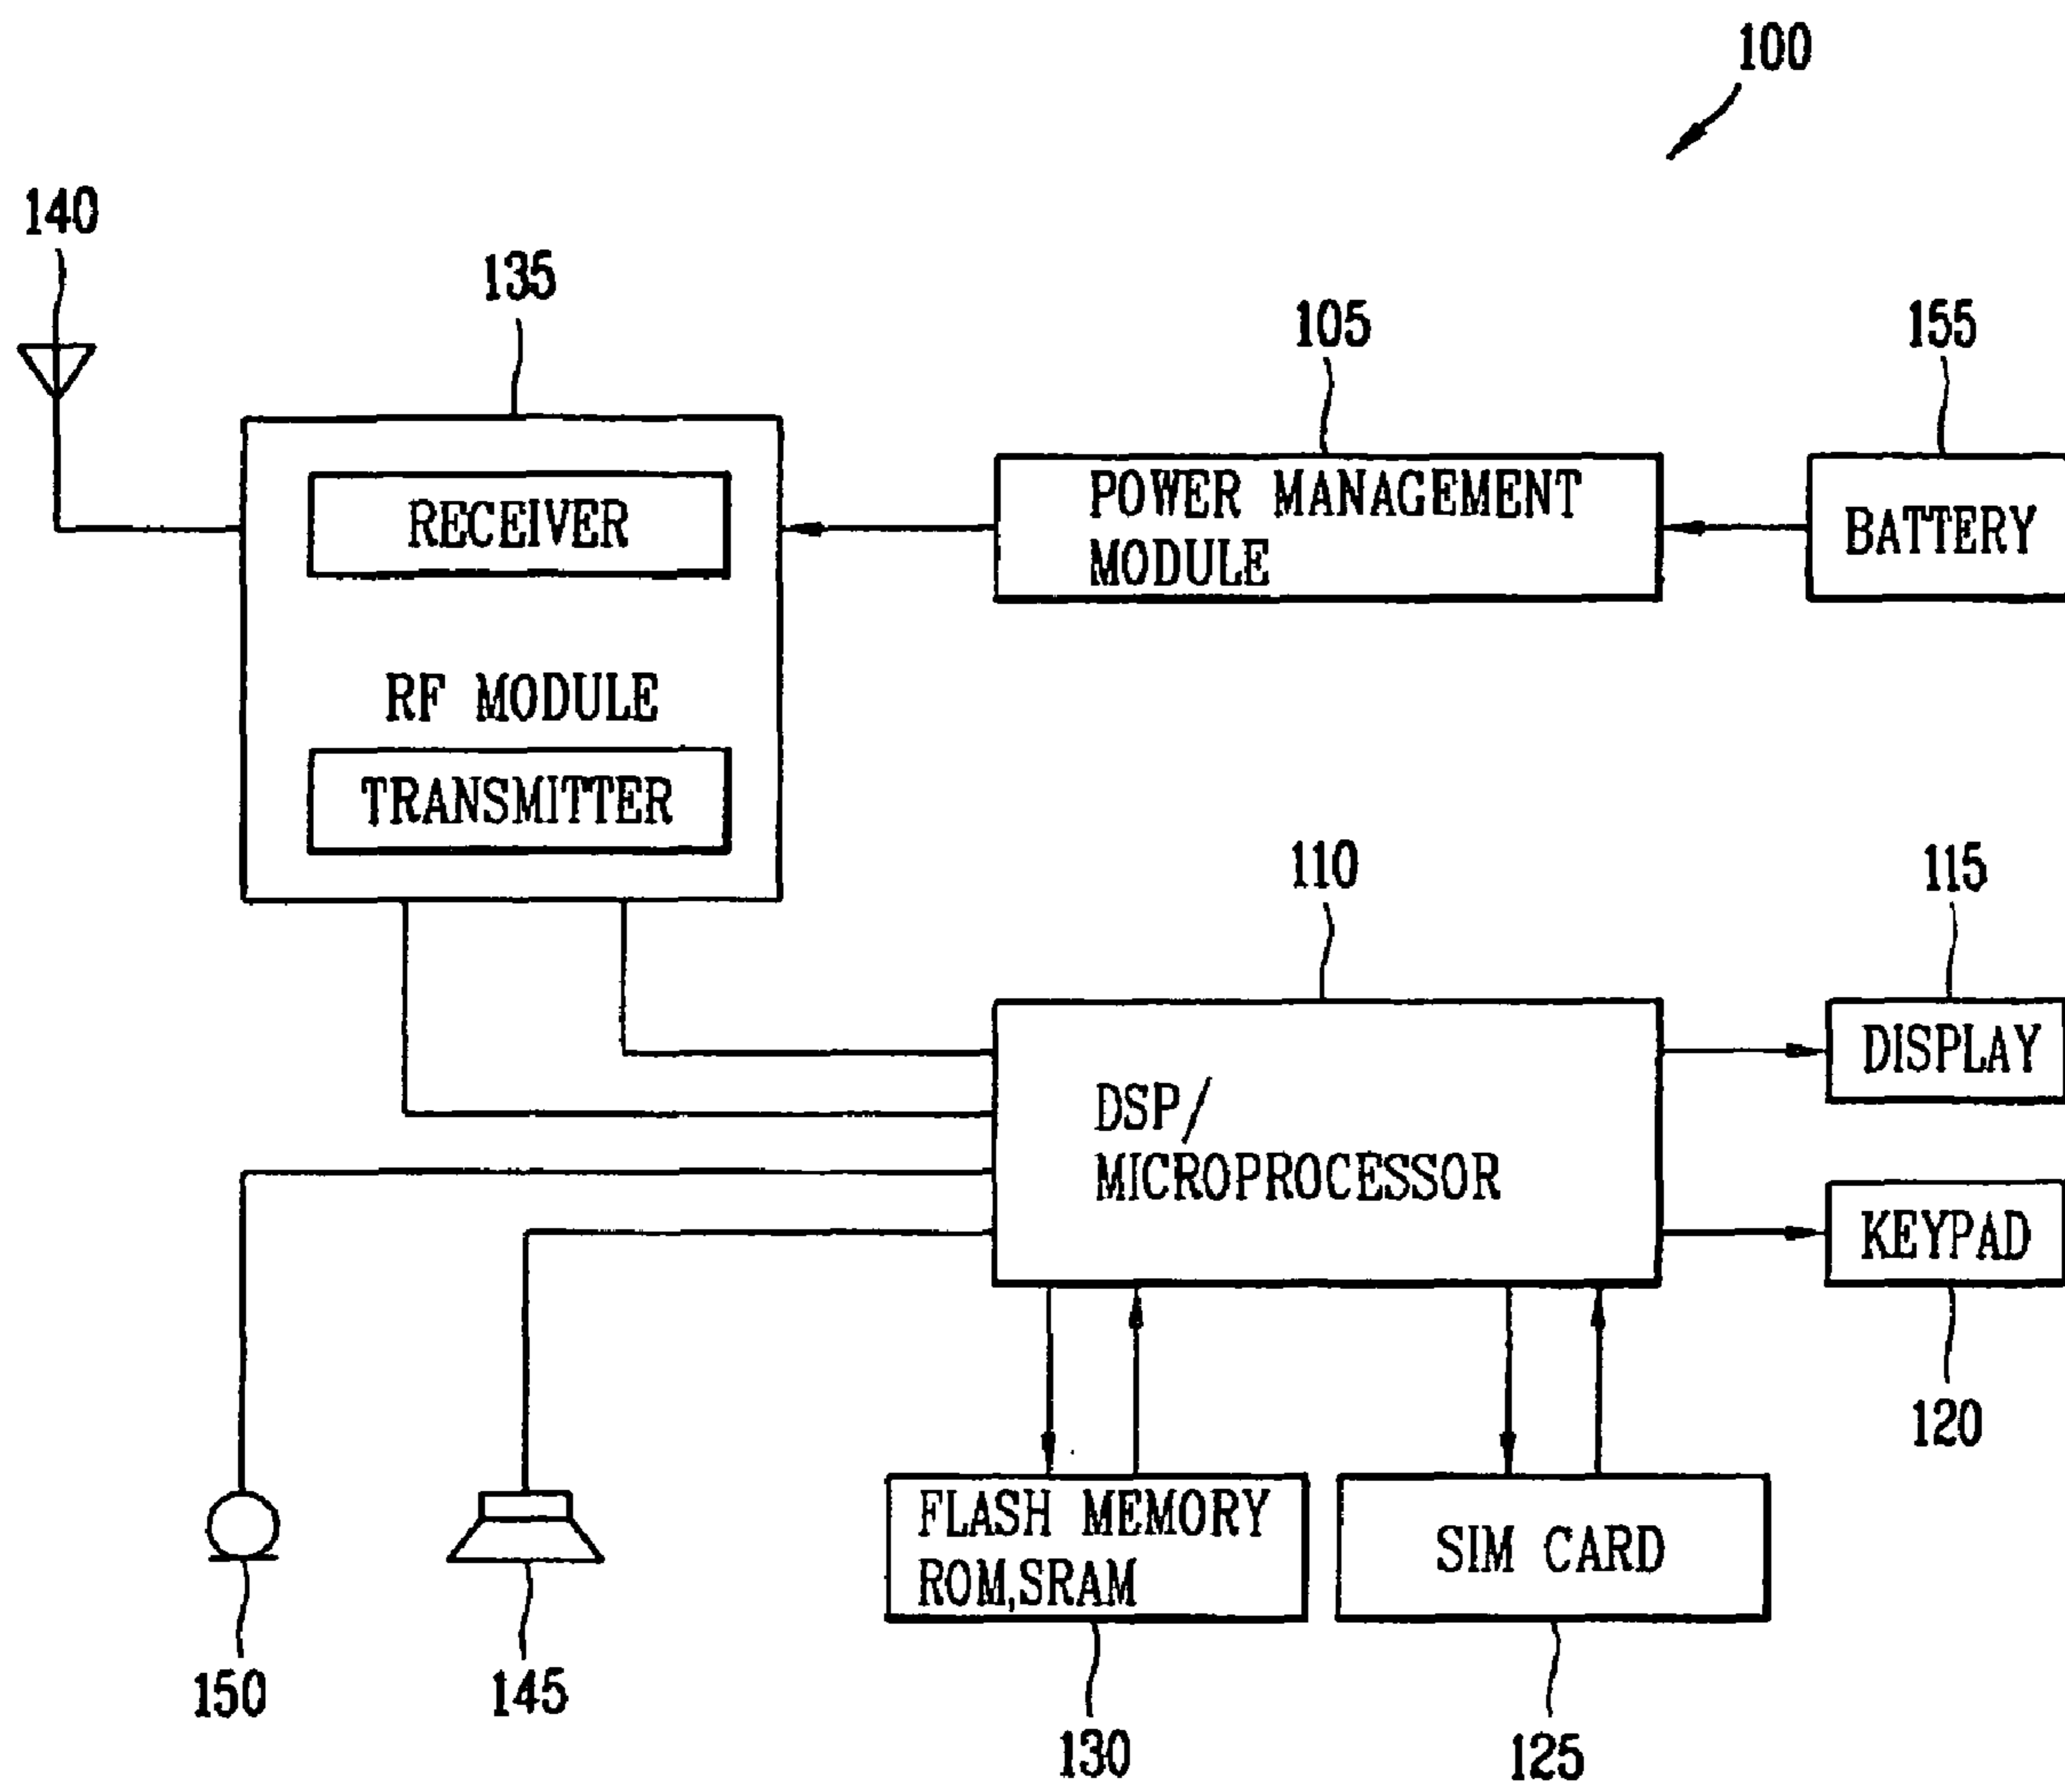 100
140
135
105
155
RECEIVER
POWER MANAGEMENT
MODULE
BATTERY
RF MODULE
TRANSMITTER
110
115
DSP/
MICROPROCESSOR
DISPLAY
KEYPAD
120
FLASH MEMORY
ROM,SRAM
SIM CARD
150
145
130
125